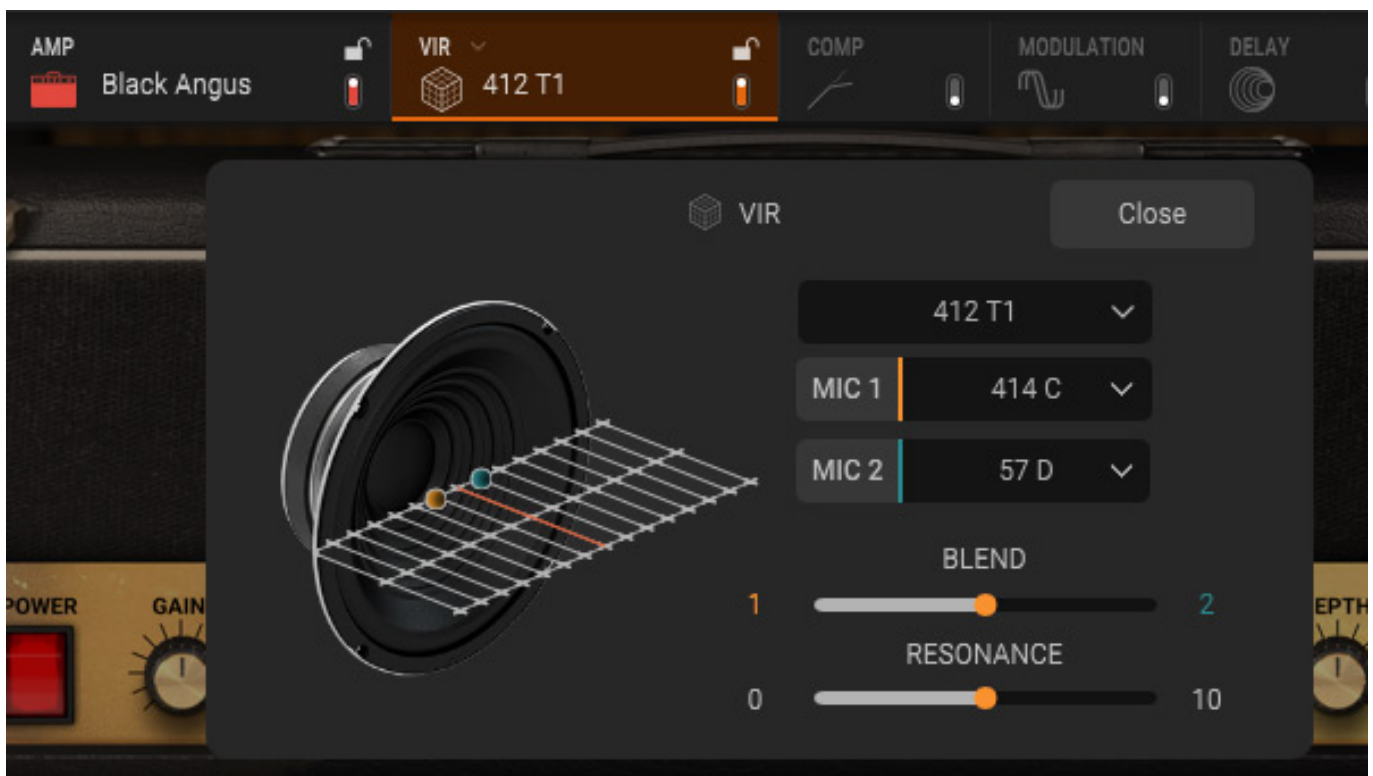 AMP
Black Angus
VIR
412 T1
COMP
MODULATION
DELAY
VIR
Close
412 T1
MIC 1
414 C
MIC 2
57 D
BLEND
1
2
RESONANCE
0
10
POWER
GAIN
EPTH